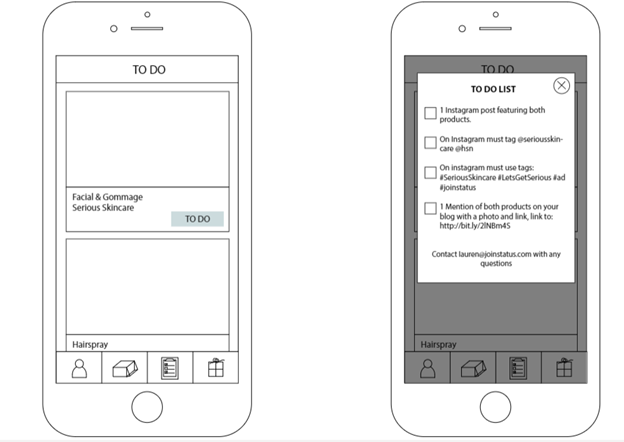 TO DO
Facial & Gommage
Serious Skincare
TO DO
Hairspray
TO DO
TO DO LIST
1 Instagram post featuring both
products.
On Instagram must tag @seriousskin-
care @hsn
On instagram must use tags:
#SeriousSkincare #LetsGetSerious #ad
#joinstatus
1 Mention of both products on your
blog with a photo and link, link to:
http://bit.ly/2lNBm4S
Contact lauren@joinstatus.com with any
questions
Hairspray